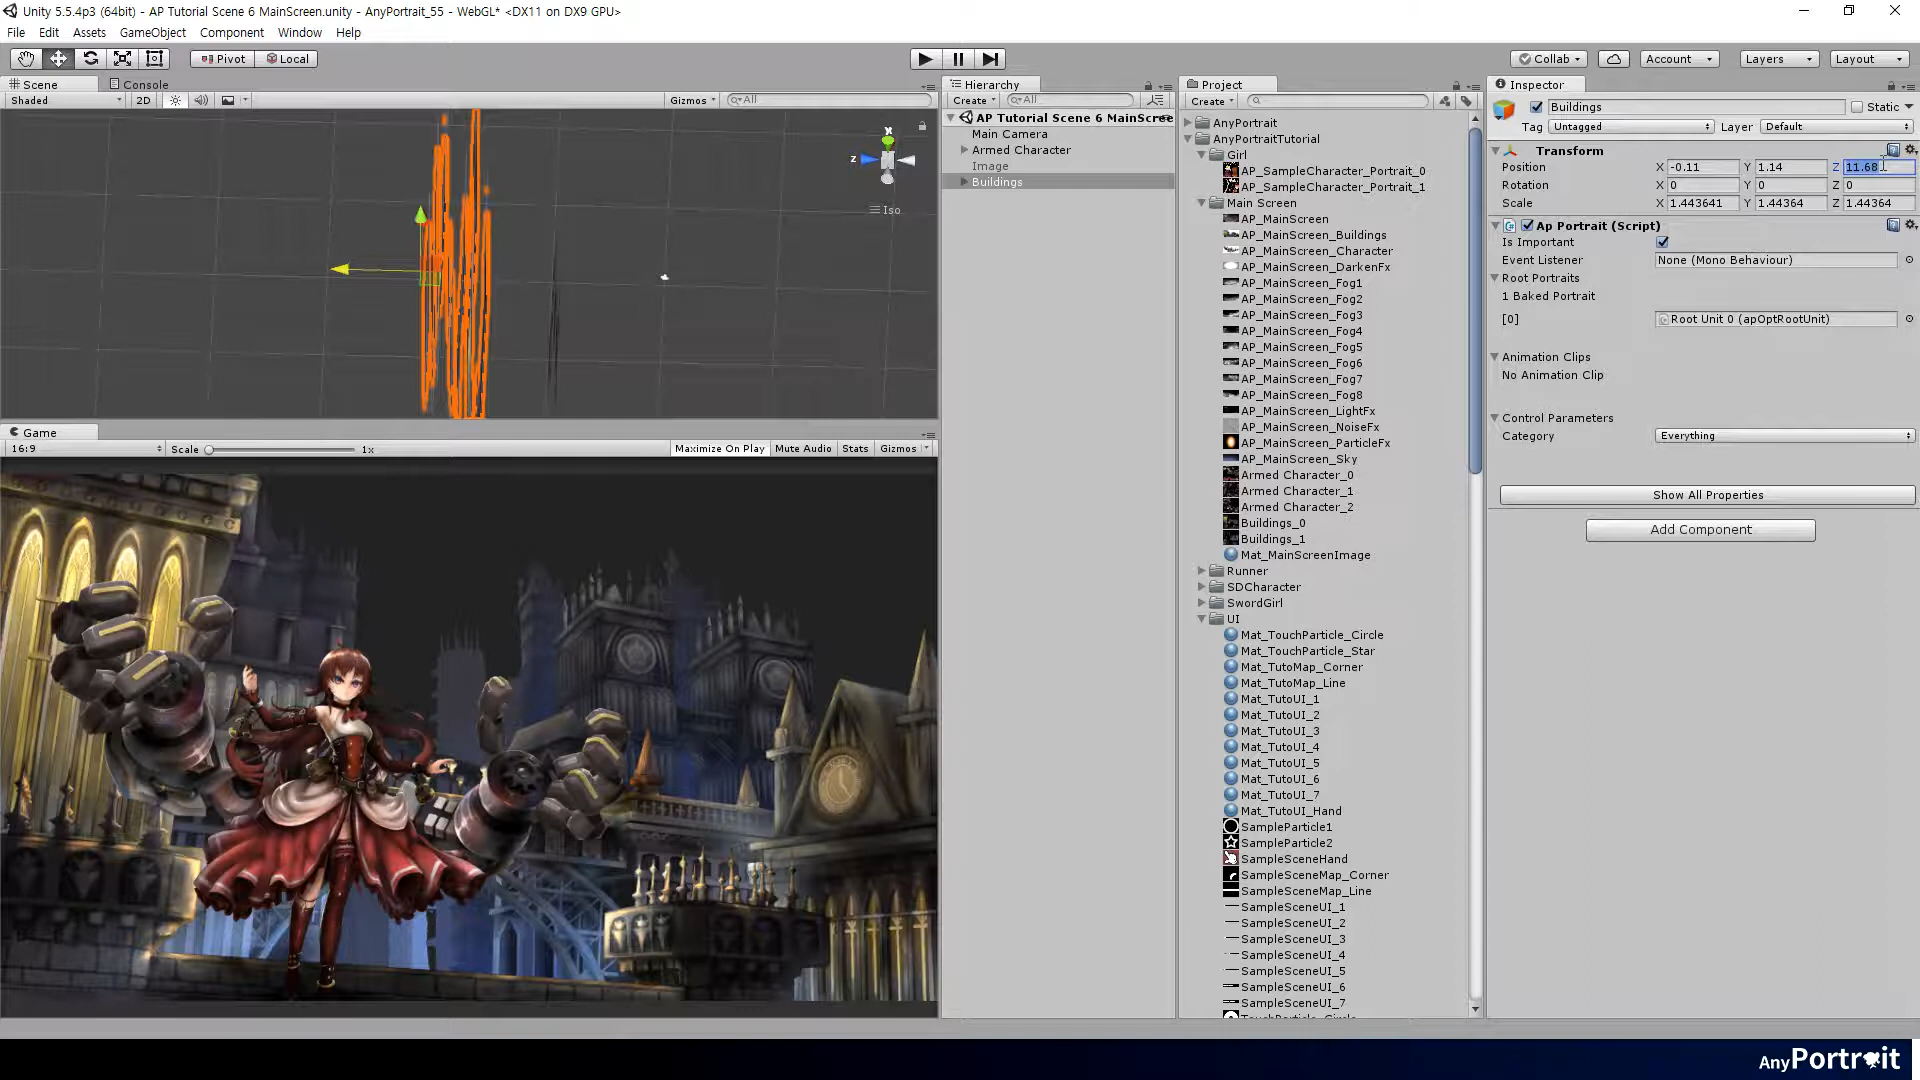 Unity 5.5.4p3 (64bit) - AP Tutorial Scene 6 MainScreen.unity - AnyPortrait_55 - WebGL* <DX11 on DX9 GPU>
File Edit Assets GameObject Component Window Help
Pivot Local Collab Account Layers Layout
Scene Console
Shaded 2D Gizmos All
y
z
Iso
Game
16:9 Scale 1x Maximize On Play Mute Audio Stats Gizmos
Hierarchy
Create All
AP Tutorial Scene 6 MainScree
Main Camera
Armed Character
Image
Buildings
Project
Create
AnyPortrait
AnyPortraitTutorial
Girl
AP_SampleCharacter_Portrait_0
AP_SampleCharacter_Portrait_1
Main Screen
AP_MainScreen
AP_MainScreen_Buildings
AP_MainScreen_Character
AP_MainScreen_DarkenFx
AP_MainScreen_Fog1
AP_MainScreen_Fog2
AP_MainScreen_Fog3
AP_MainScreen_Fog4
AP_MainScreen_Fog5
AP_MainScreen_Fog6
AP_MainScreen_Fog7
AP_MainScreen_Fog8
AP_MainScreen_LightFx
AP_MainScreen_NoiseFx
AP_MainScreen_ParticleFx
AP_MainScreen_Sky
Armed Character_0
Armed Character_1
Armed Character_2
Buildings_0
Buildings_1
Mat_MainScreenImage
Runner
SDCharacter
SwordGirl
UI
Mat_TouchParticle_Circle
Mat_TouchParticle_Star
Mat_TutoMap_Corner
Mat_TutoMap_Line
Mat_TutoUI_1
Mat_TutoUI_2
Mat_TutoUI_3
Mat_TutoUI_4
Mat_TutoUI_5
Mat_TutoUI_6
Mat_TutoUI_7
Mat_TutoUI_Hand
SampleParticle1
SampleParticle2
SampleSceneHand
SampleSceneMap_Corner
SampleSceneMap_Line
SampleSceneUI_1
SampleSceneUI_2
SampleSceneUI_3
SampleSceneUI_4
SampleSceneUI_5
SampleSceneUI_6
SampleSceneUI_7
Inspector
Buildings Static
Tag Untagged Layer Default
Transform
Position X -0.11 Y 1.14 Z 11.68
Rotation X 0 Y 0 Z 0
Scale X 1.443641 Y 1.44364 Z 1.44364
Ap Portrait (Script)
Is Important
Event Listener None (Mono Behaviour)
Root Portraits
1 Baked Portrait
[0] Root Unit 0 (apOptRootUnit)
Animation Clips
No Animation Clip
Control Parameters
Category Everything
Show All Properties
Add Component
AnyPortrait